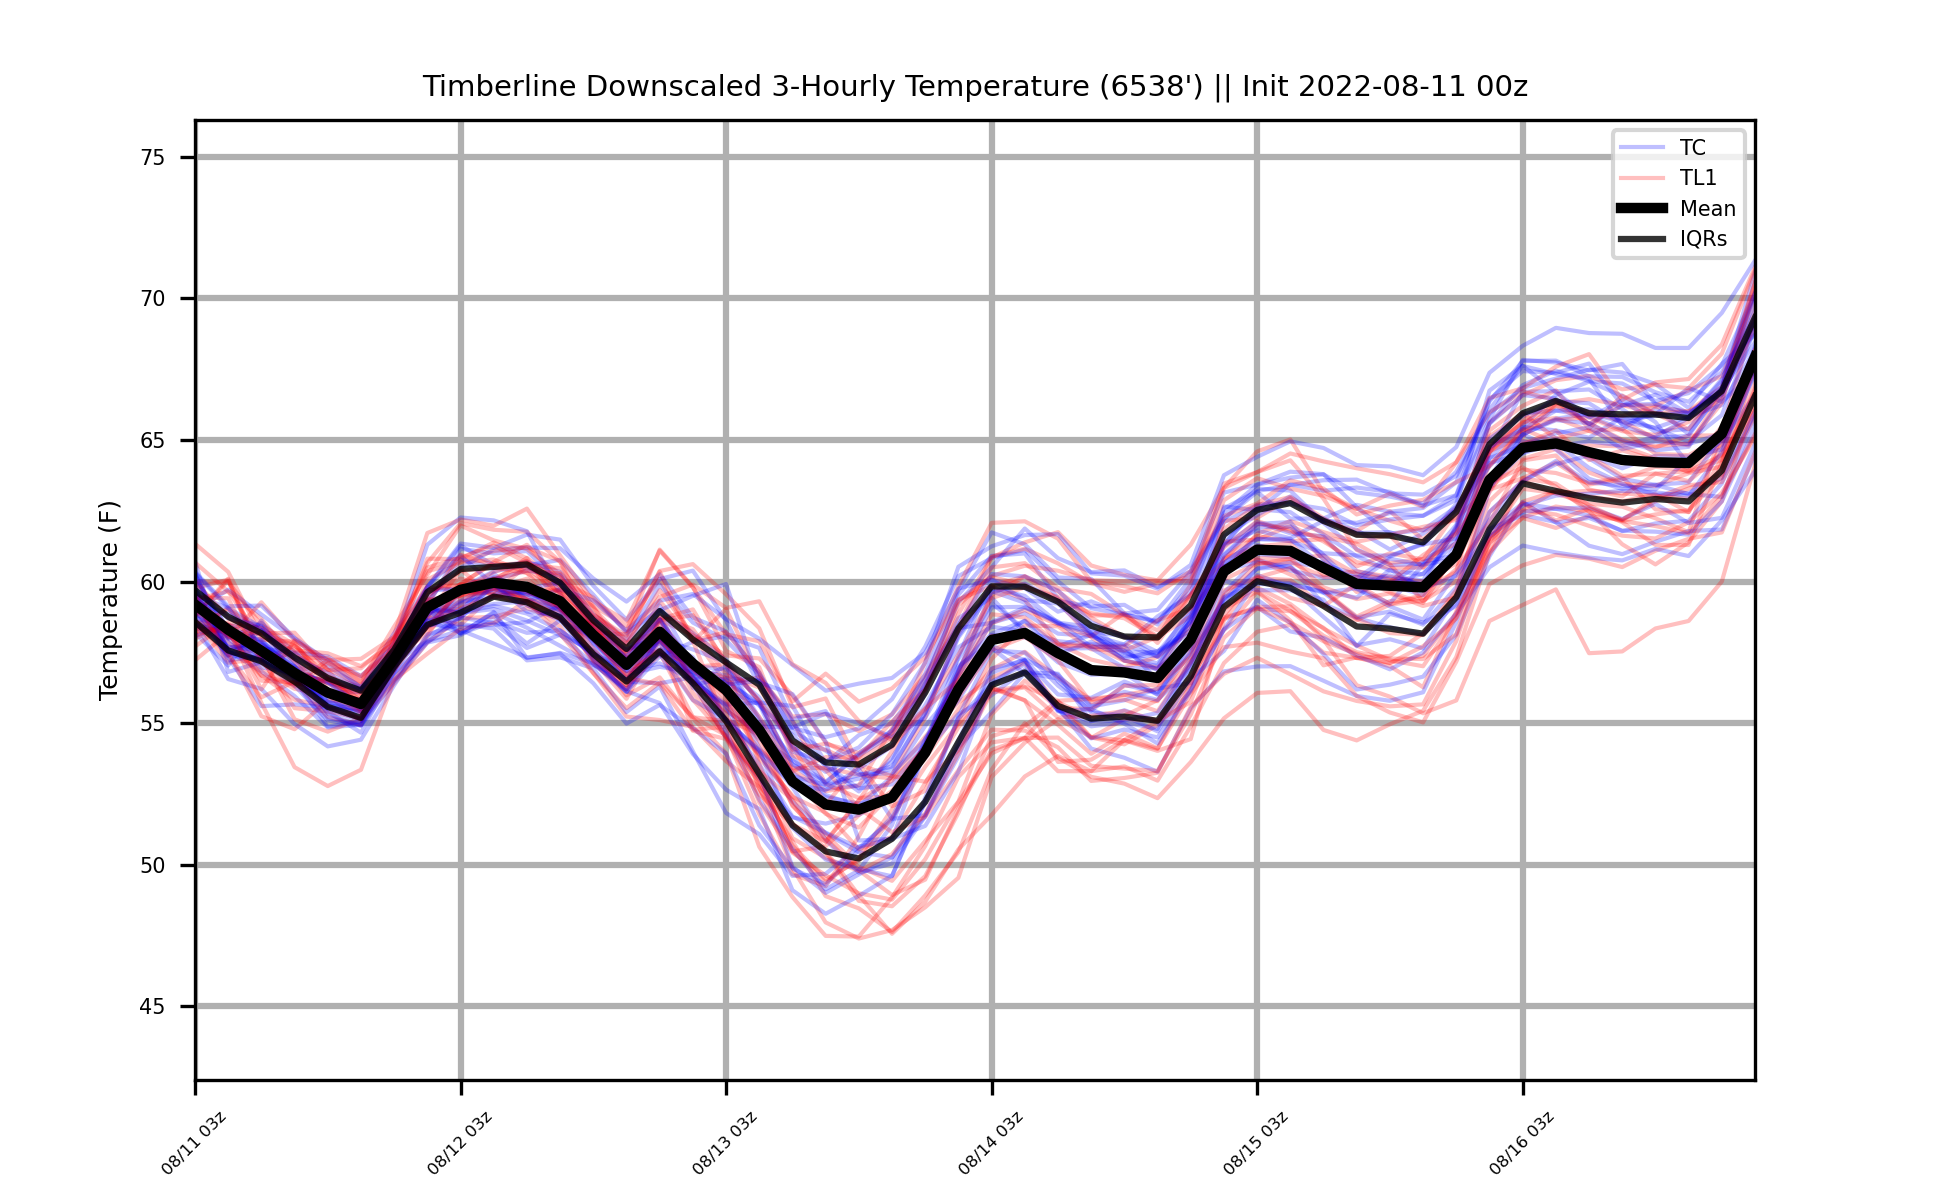 Timberline Downscaled 3-Hourly Temperature (6538') || Init 2022-08-11 00z
TC
TL1
Mean
IQRs
Temperature (F)
75
70
65
60
55
50
45
08/11 03z
08/12 03z
08/13 03z
08/14 03z
08/15 03z
08/16 03z